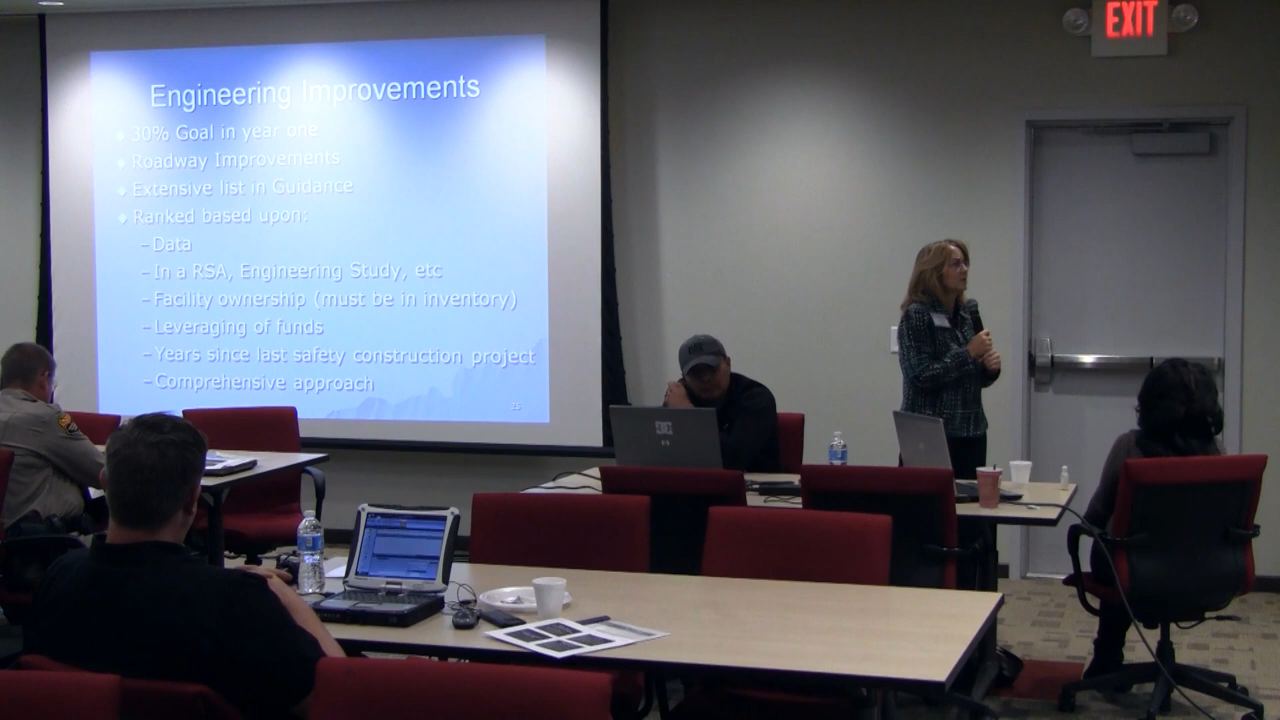 EXIT
Engineering Improvements
30% Goal in year one
Roadway Improvements
Extensive list in Guidance
Ranked based upon:
–Data
–In a RSA, Engineering Study, etc
–Facility ownership (must be in inventory)
–Leveraging of funds
–Years since last safety construction project
–Comprehensive approach
25
hp